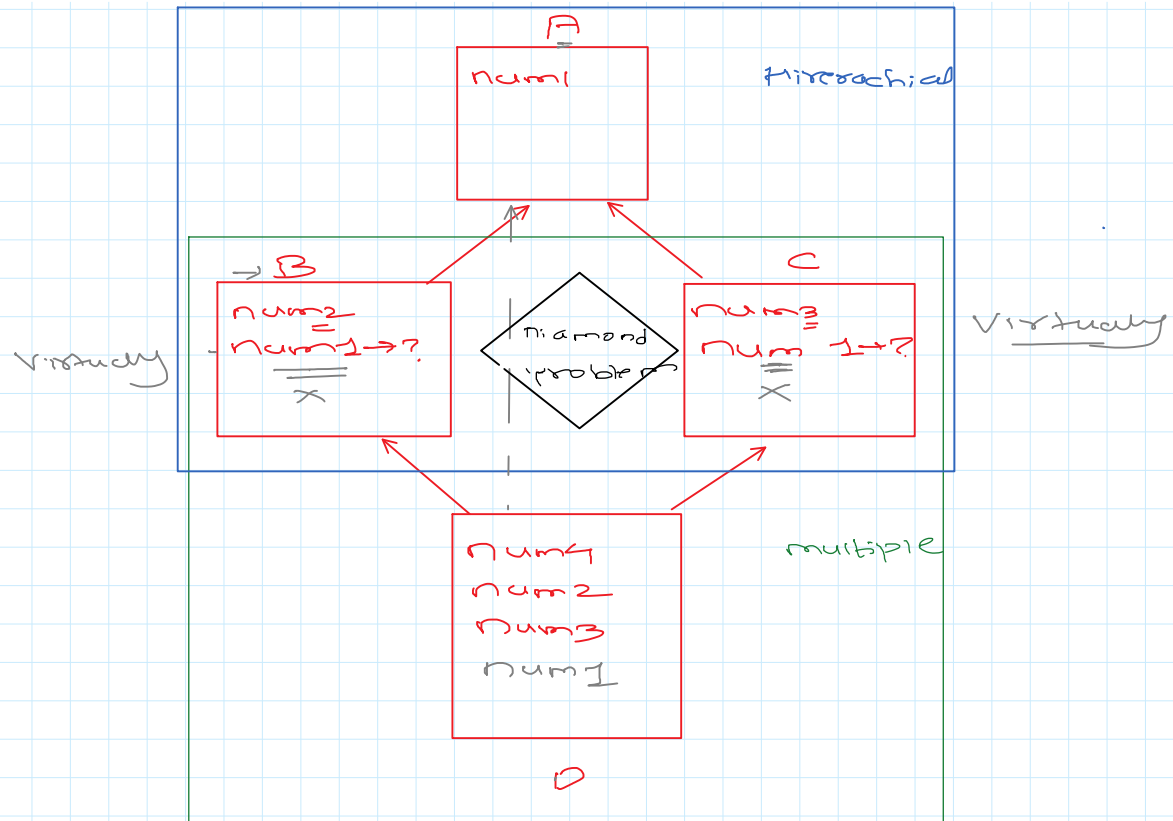 A
num1
Hirerachial
B
C
num2
num1→?
num3
num 1→?
Diamond
problem
Virtually
Virtually
X
X
num4
num2
num3
num1
multiple
D